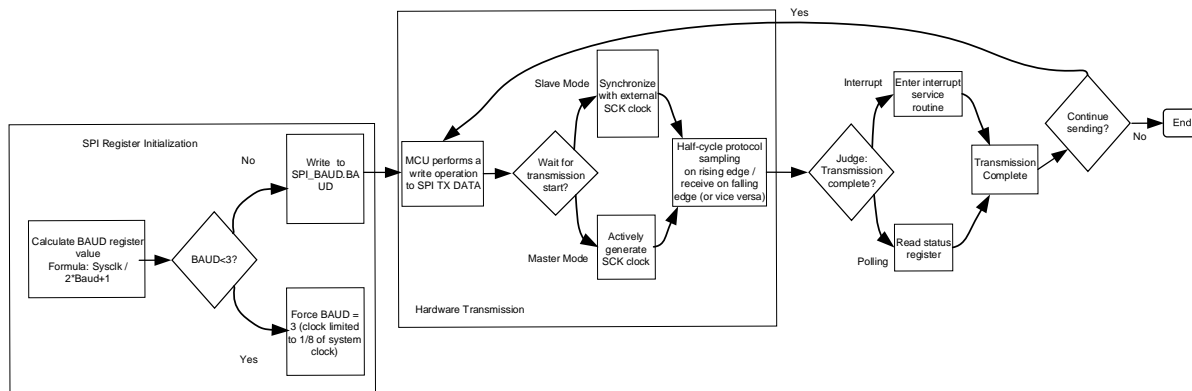 SPI Register Initialization
Calculate BAUD register
value
Formula: Sysclk /
2*Baud+1
BAUD<3?
No
Write to
SPI_BAUD.BA
UD
Yes
Force BAUD =
3 (clock limited
to 1/8 of system
clock)
Hardware Transmission
MCU performs a
write operation
to SPI TX DATA
Wait for
transmission
start?
Slave Mode
Synchronize
with external
SCK clock
Master Mode
Actively
generate
SCK clock
Half-cycle protocol
sampling
on rising edge /
receive on falling
edge (or vice versa)
Judge:
Transmission
complete?
Interrupt
Enter interrupt
service
routine
Polling
Read status
register
Transmission
Complete
Continue
sending?
Yes
No
End